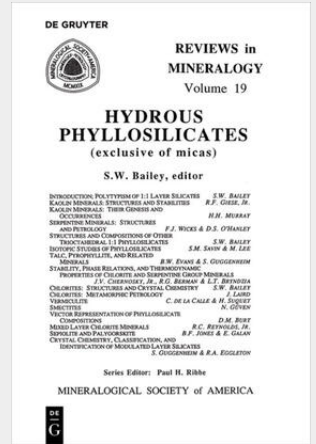 DE GRUYTER
MINERALOGICAL SOCIETY OF AMERICA
REVIEWS in
MINERALOGY
Volume 19
HYDROUS
PHYLLOSILICATES
(exclusive of micas)
S.W. Bailey, editor
INTRODUCTION; POLYTYPISM OF 1:1 LAYER SILICATES S.W. BAILEY
KAOLIN MINERALS: STRUCTURES AND STABILITIES R.F. GIESE, JR.
KAOLIN MINERALS: THEIR GENESIS AND
OCCURRENCES H.H. MURRAY
SERPENTINE MINERALS: STRUCTURES
AND PETROLOGY F.J. WICKS & D.S. O'HANLEY
STRUCTURES AND COMPOSITIONS OF OTHER
TRIOCTAHEDRAL 1:1 PHYLLOSILICATES S.W. BAILEY
ISOTOPIC STUDIES OF PHYLLOSILICATES S.M. SAVIN & M. LEE
TALC, PYROPHYLLITE, AND RELATED
MINERALS B.W. EVANS & S. GUGGENHEIM
STABILITY, PHASE RELATIONS, AND THERMODYNAMIC
PROPERTIES OF CHLORITE AND SERPENTINE GROUP MINERALS
J.V. CHERNOSKY, JR., R.G. BERMAN & L.T. BRYNDZIA
CHLORITES: STRUCTURES AND CRYSTAL CHEMISTRY S.W. BAILEY
CHLORITES: METAMORPHIC PETROLOGY J. LAIRD
VERMICULITE C. DE LA CALLE & H. SUQUET
SMECTITES N. GÜVEN
VECTOR REPRESENTATION OF PHYLLOSILICATE
COMPOSITIONS D.M. BURT
MIXED LAYER CHLORITE MINERALS R.C. REYNOLDS, JR.
SEPIOLITE AND PALYGORSKITE B.F. JONES & E. GALAN
CRYSTAL CHEMISTRY, CLASSIFICATION, AND
IDENTIFICATION OF MODULATED LAYER SILICATES
S. GUGGENHEIM & R.A. EGGLETON
Series Editor: Paul H. Ribbe
MINERALOGICAL SOCIETY of AMERICA
DE
G